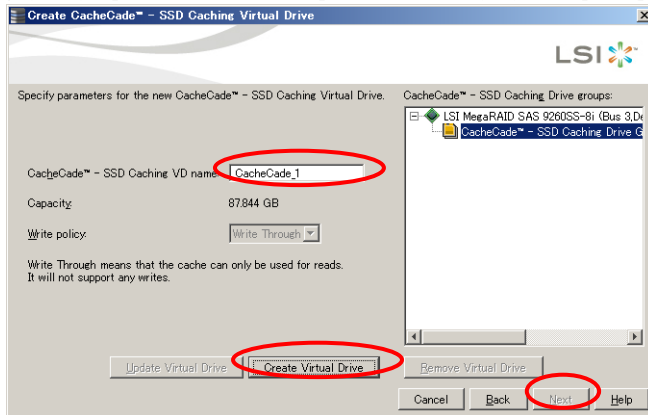 Create CacheCade™ - SSD Caching Virtual Drive
LSI
Specify parameters for the new CacheCade™ - SSD Caching Virtual Drive.
CacheCade™ - SSD Caching Drive groups:
LSI MegaRAID SAS 9260SS-8i (Bus 3,De
CacheCade™ - SSD Caching Drive G
CacheCade™ - SSD Caching VD name
CacheCade_1
Capacity:
87.844 GB
Write policy:
Write Through
Write Through means that the cache can only be used for reads.
It will not support any writes.
Update Virtual Drive
Create Virtual Drive
Remove Virtual Drive
Cancel
Back
Next
Help